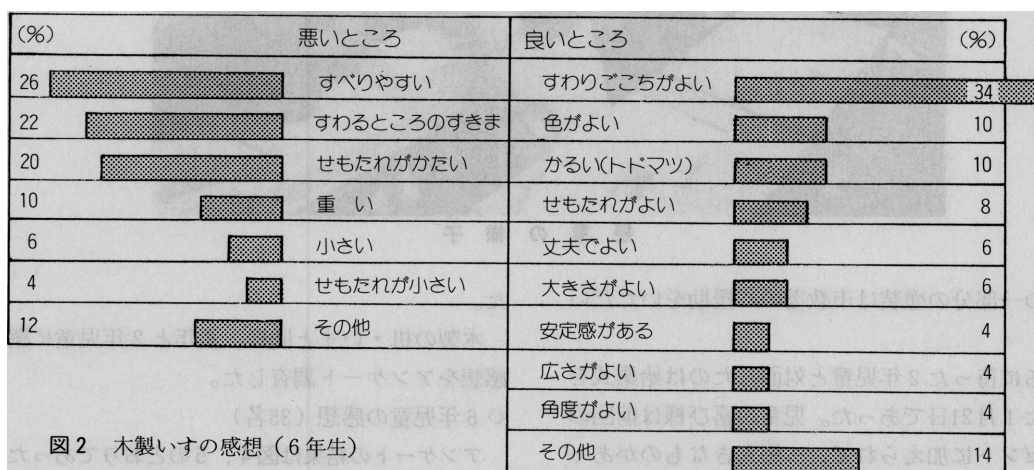 (%) 悪いところ
26 すべりやすい
22 すわるところのすきま
20 せもたれがかたい
10 重い
6 小さい
4 せもたれが小さい
12 その他
図2 木製いすの感想(6年生)
良いところ (%)
すわりごこちがよい 34
色がよい 10
かるい(トドマツ) 10
せもたれがよい 8
丈夫でよい 6
大きさがよい 6
安定感がある 4
広さがよい 4
角度がよい 4
その他 14